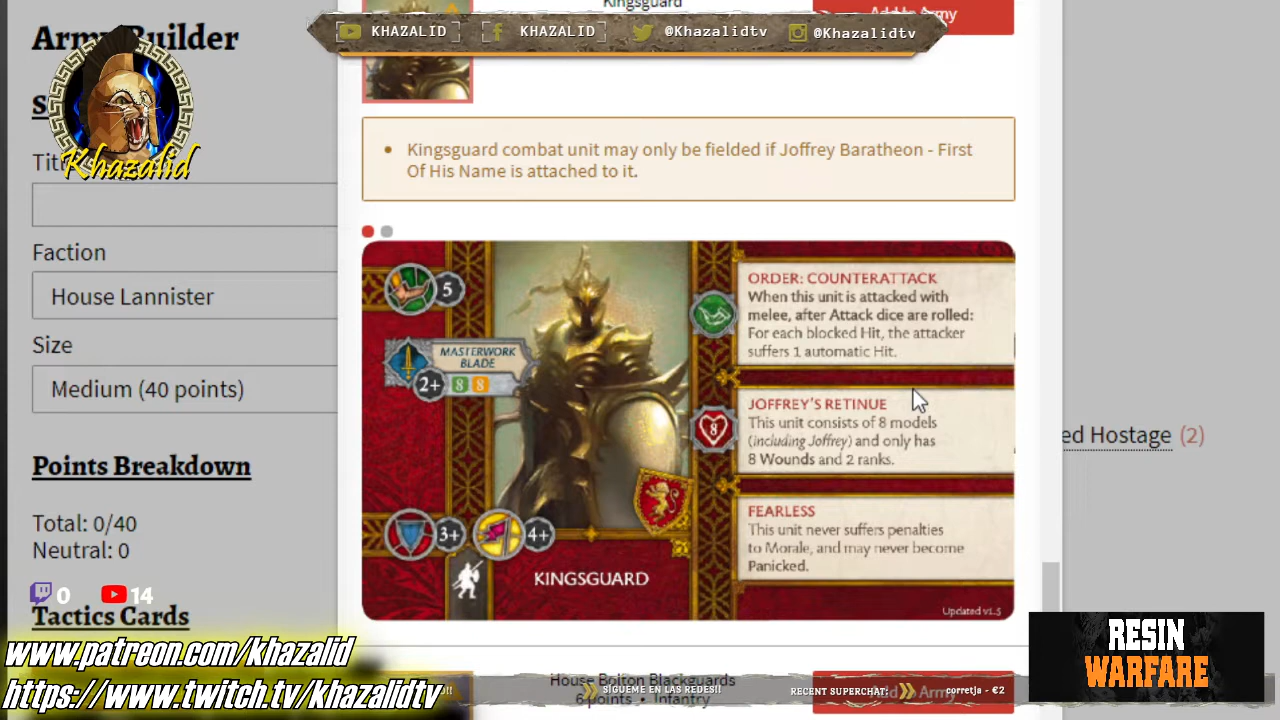 Kingsguard
Add to Army
KHAZALID
KHAZALID
@Khazalidtv
@Khazalidtv
Army Builder
Khazalid
Kingsguard combat unit may only be fielded if Joffrey Baratheon - First
Of His Name is attached to it.
Faction
House Lannister
Size
Medium (40 points)
Points Breakdown
Total: 0/40
Neutral: 0
0
14
Tactics Cards
5
MASTERWORK
BLADE
2+ 8 8
3+ 4+
KINGSGUARD
ORDER: COUNTERATTACK
When this unit is attacked with
melee, after Attack dice are rolled:
For each blocked Hit, the attacker
suffers 1 automatic Hit.
8
JOFFREY'S RETINUE
This unit consists of 8 models
(including Joffrey) and only has
8 Wounds and 2 ranks.
FEARLESS
This unit never suffers penalties
to Morale, and may never become
Panicked.
Updated v1.5
ed Hostage (2)
www.patreon.com/khazalid
https://www.twitch.tv/khazalidtv
House Bolton Blackguards
6 points • Infantry
SIGUEME EN LAS REDES!!
RECENT SUPERCHAT:
corretja - €2
RESIN
WARFARE